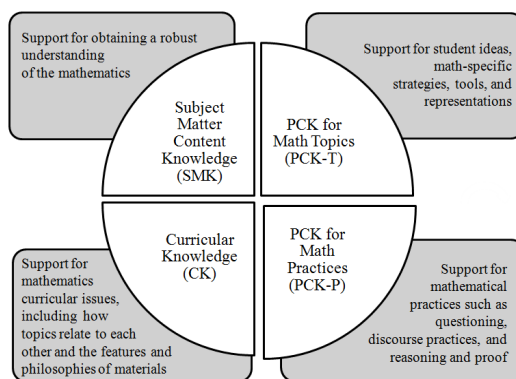 Support for obtaining a robust
understanding
of the mathematics
Support for student ideas,
math-specific
strategies, tools, and
representations
Subject
Matter
Content
Knowledge
(SMK)
PCK for
Math Topics
(PCK-T)
Curricular
Knowledge
(CK)
PCK for
Math
Practices
(PCK-P)
Support for
mathematics
curricular issues,
including how
topics relate to each
other and the features and
philosophies of materials
Support for
mathematical
practices such as
questioning,
discourse practices, and
reasoning and proof